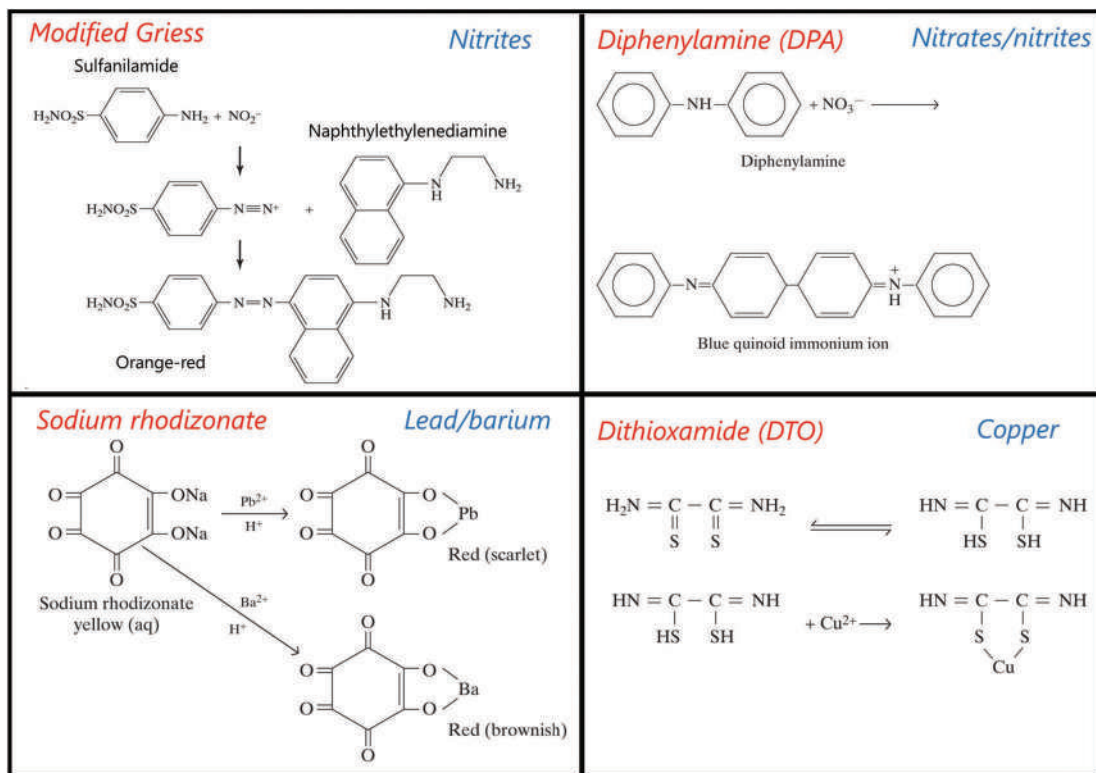 Modified Griess
Nitrites
Sulfanilamide
H₂NO₂S
NH₂ + NO₂⁻
Naphthylethylenediamine
H₂NO₂S
N≡N⁺
+
N
H
NH₂
H₂NO₂S
N=N
N
H
NH₂
Orange-red
Diphenylamine (DPA)
Nitrates/nitrites
NH
+ NO₃⁻
Diphenylamine
N
N
+
H
Blue quinoid immonium ion
Sodium rhodizonate
Lead/barium
O
O
O
O
ONa
ONa
Sodium rhodizonate
yellow (aq)
Pb²⁺
H⁺
O
O
O
O
O
O
Pb
Red (scarlet)
Ba²⁺
H⁺
O
O
O
O
O
O
Ba
Red (brownish)
Dithioxamide (DTO)
Copper
H₂N = C - C = NH₂
S S
HN = C - C = NH
HS SH
HN = C - C = NH
HS SH
+ Cu²⁺
HN = C - C = NH
S S
Cu